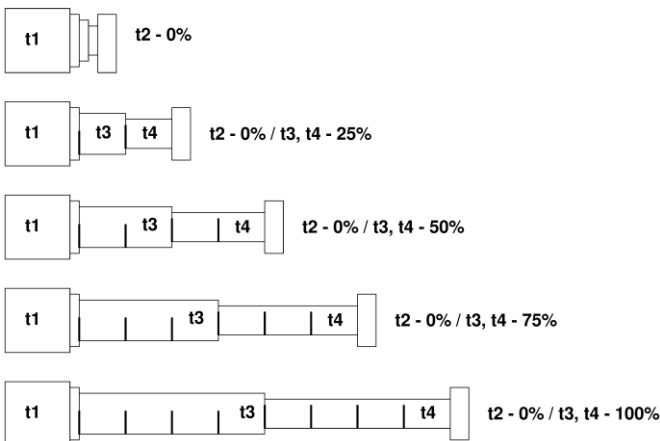 t1 t2 - 0%
t1 t3 t4 t2 - 0% / t3, t4 - 25%
t1 t3 t4 t2 - 0% / t3, t4 - 50%
t1 t3 t4 t2 - 0% / t3, t4 - 75%
t1 t3 t4 t2 - 0% / t3, t4 - 100%